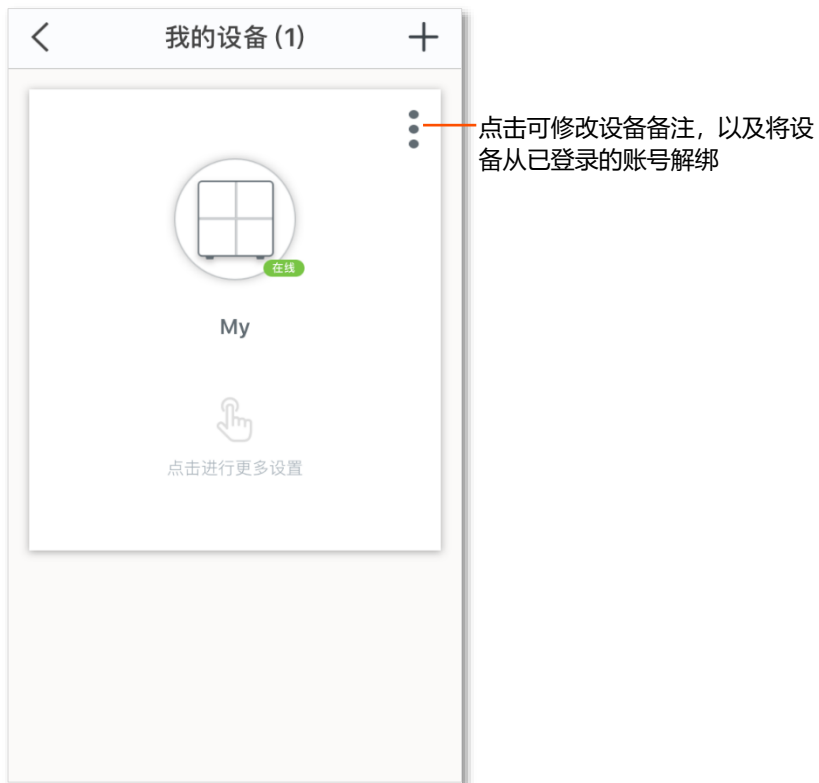 我的设备 (1)
点击可修改设备备注，以及将设
备从已登录的账号解绑
在线
My
点击进行更多设置